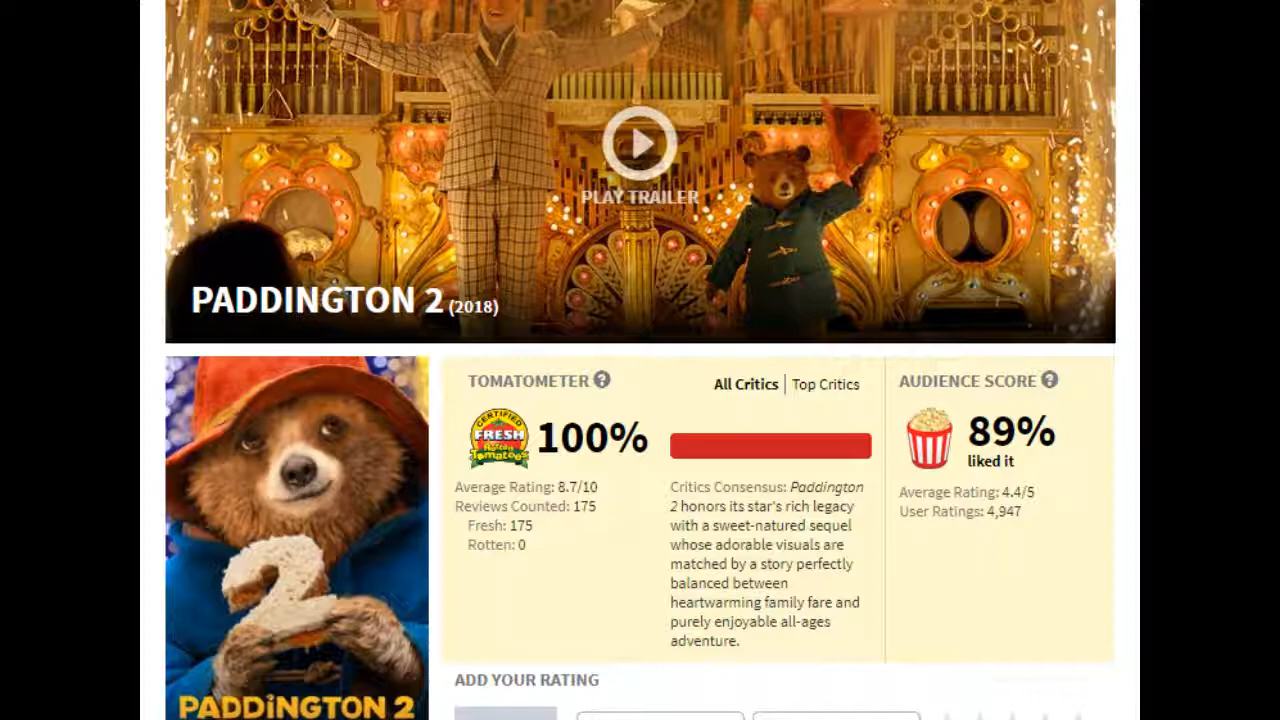 PLAY TRAILER
PADDINGTON 2 (2018)
TOMATOMETER ?
All Critics | Top Critics
CERTIFIED
FRESH
Rotten
Tomatoes
100%
Average Rating: 8.7/10
Reviews Counted: 175
Fresh: 175
Rotten: 0
Critics Consensus: Paddington
2 honors its star's rich legacy
with a sweet-natured sequel
whose adorable visuals are
matched by a story perfectly
balanced between
heartwarming family fare and
purely enjoyable all-ages
adventure.
AUDIENCE SCORE ?
89%
liked it
Average Rating: 4.4/5
User Ratings: 4,947
2
PADDiNGTON 2
ADD YOUR RATING